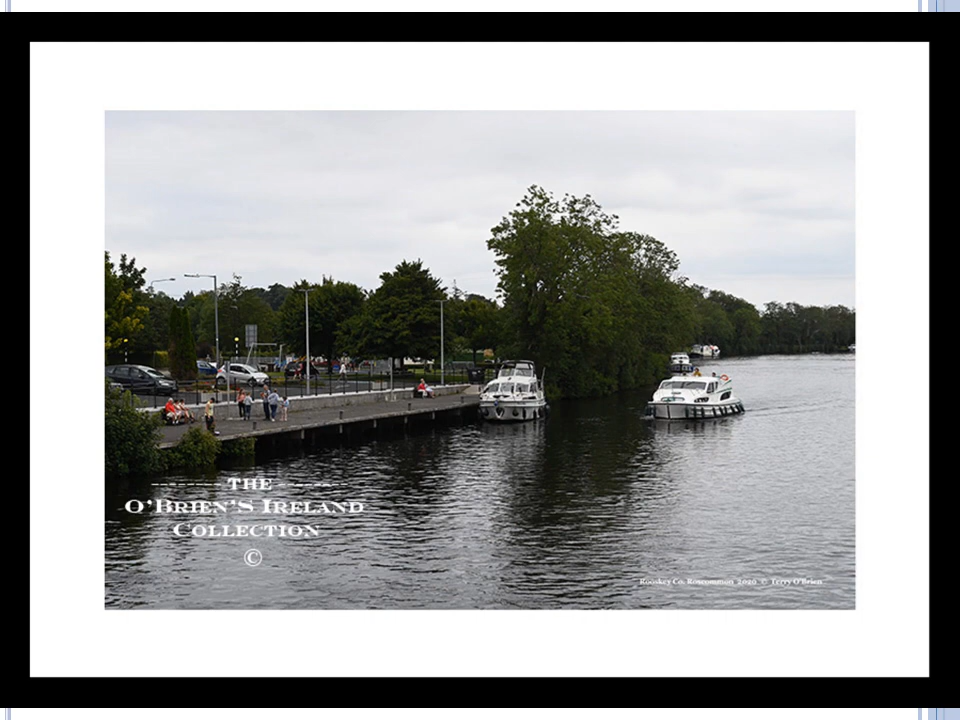 ------- THE -------
O'BRIEN'S IRELAND
COLLECTION
©
Rooskey Co. Roscommon 2020 © Terry O'Brien